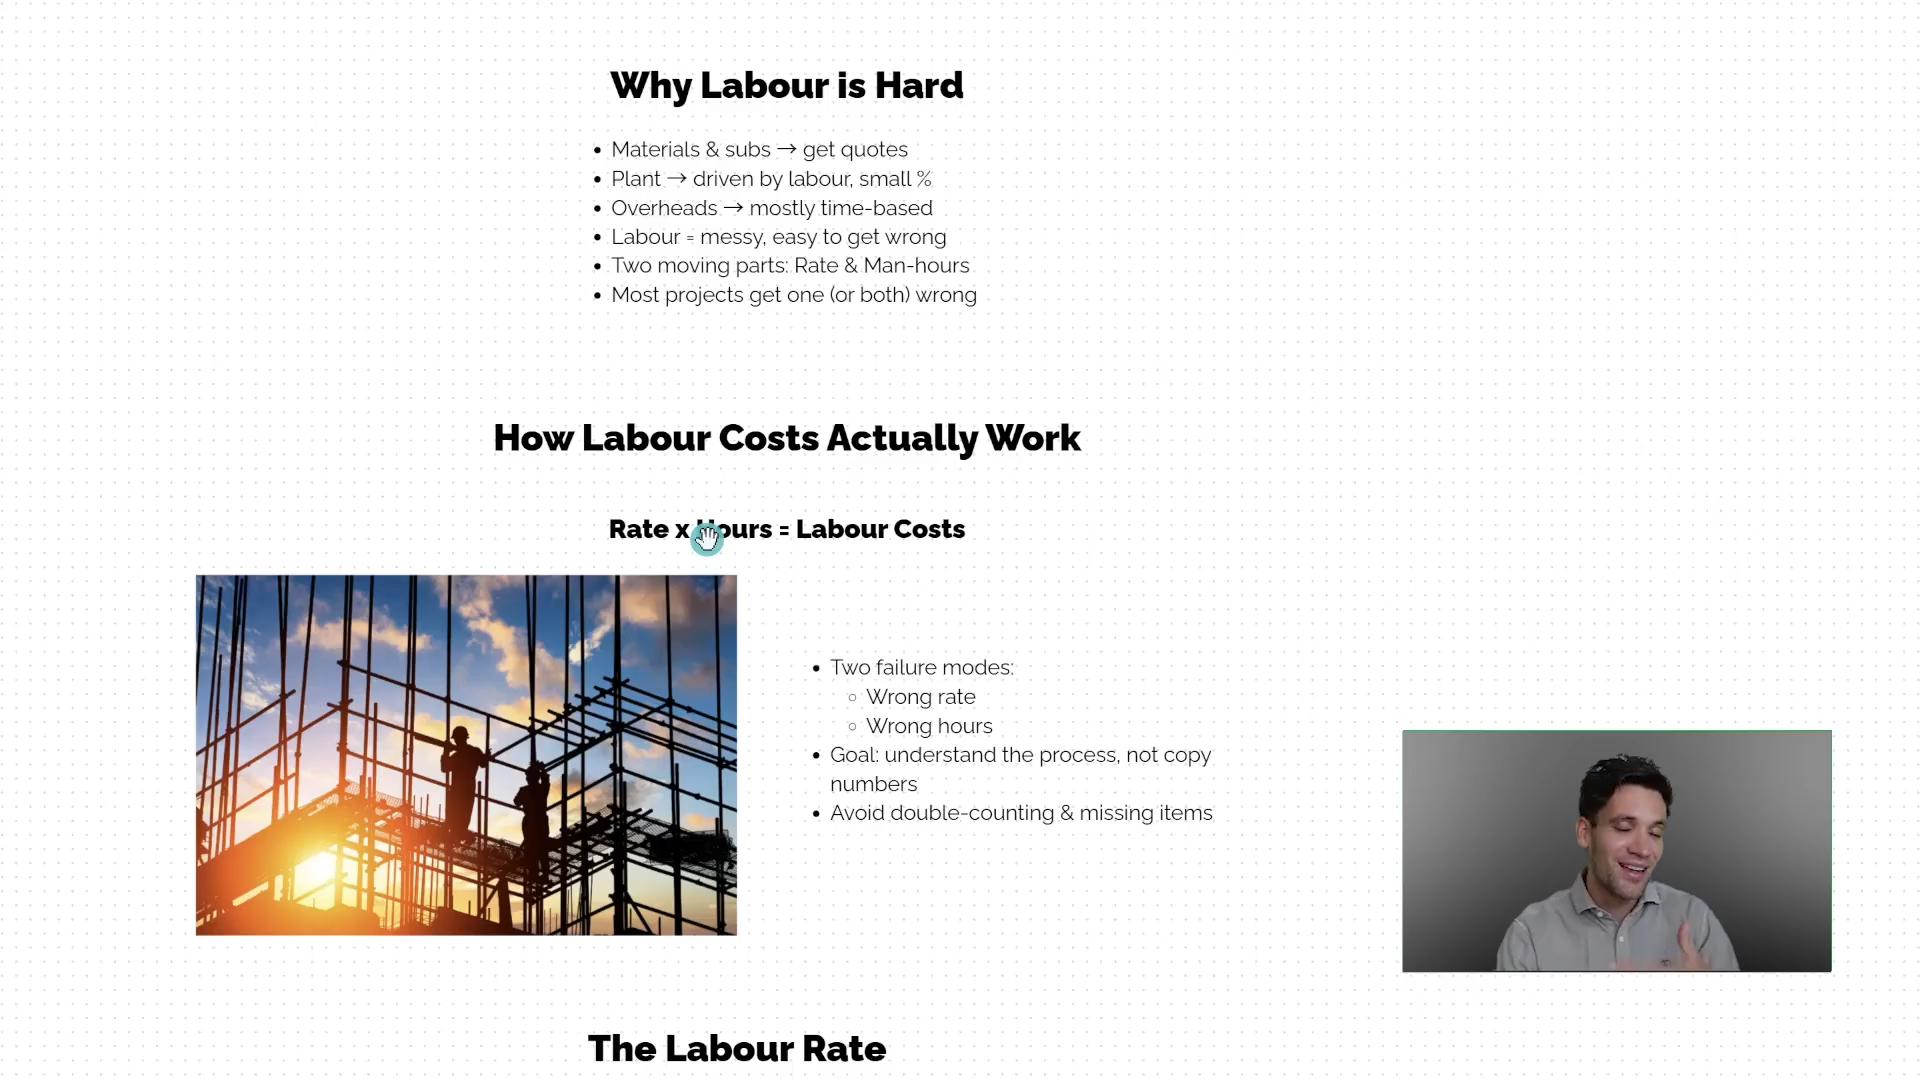 Why Labour is Hard
• Materials & subs → get quotes
• Plant → driven by labour, small %
• Overheads → mostly time-based
• Labour = messy, easy to get wrong
• Two moving parts: Rate & Man-hours
• Most projects get one (or both) wrong
How Labour Costs Actually Work
Rate x Hours = Labour Costs
• Two failure modes:
◦ Wrong rate
◦ Wrong hours
• Goal: understand the process, not copy
numbers
• Avoid double-counting & missing items
The Labour Rate